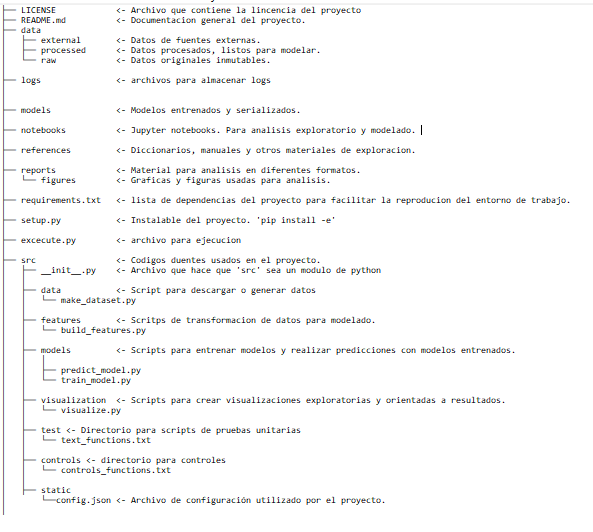 ├── LICENSE            <- Archivo que contiene la lincencia del proyecto
├── README.md          <- Documentacion general del proyecto.
├── data
│   ├── external       <- Datos de fuentes externas.
│   ├── processed      <- Datos procesados, listos para modelar.
│   └── raw            <- Datos originales inmutables.
├── logs               <- archivos para almacenar logs
├── models             <- Modelos entrenados y serializados.
├── notebooks          <- Jupyter notebooks. Para analisis exploratorio y modelado.
├── references         <- Diccionarios, manuales y otros materiales de exploracion.
├── reports            <- Material para analisis en diferentes formatos.
│   └── figures        <- Graficas y figuras usadas para analisis.
├── requirements.txt   <- lista de dependencias del proyecto para facilitar la reproducion del entorno de trabajo.
├── setup.py           <- Instalable del proyecto. 'pip install -e'
├── excecute.py        <- archivo para ejecucion
├── src                <- Codigos duentes usados en el proyecto.
│   ├── __init__.py    <- Archivo que hace que 'src' sea un modulo de python
│   ├── data           <- Script para descargar o generar datos
│   │   └── make_dataset.py
│   ├── features       <- Scritps de transformacion de datos para modelado.
│   │   └── build_features.py
│   ├── models         <- Scripts para entrenar modelos y realizar predicciones con modelos entrenados.
│   │   ├── predict_model.py
│   │   └── train_model.py
│   ├── visualization  <- Scripts para crear visualizaciones exploratorias y orientadas a resultados.
│   │   └── visualize.py
│   ├── test <- Directorio para scripts de pruebas unitarias
│   │   └── text_functions.txt
│   ├── controls <- directorio para controles
│   │   └── controls_functions.txt
│   ├── static
│   │   └──config.json <- Archivo de configuración utilizado por el proyecto.